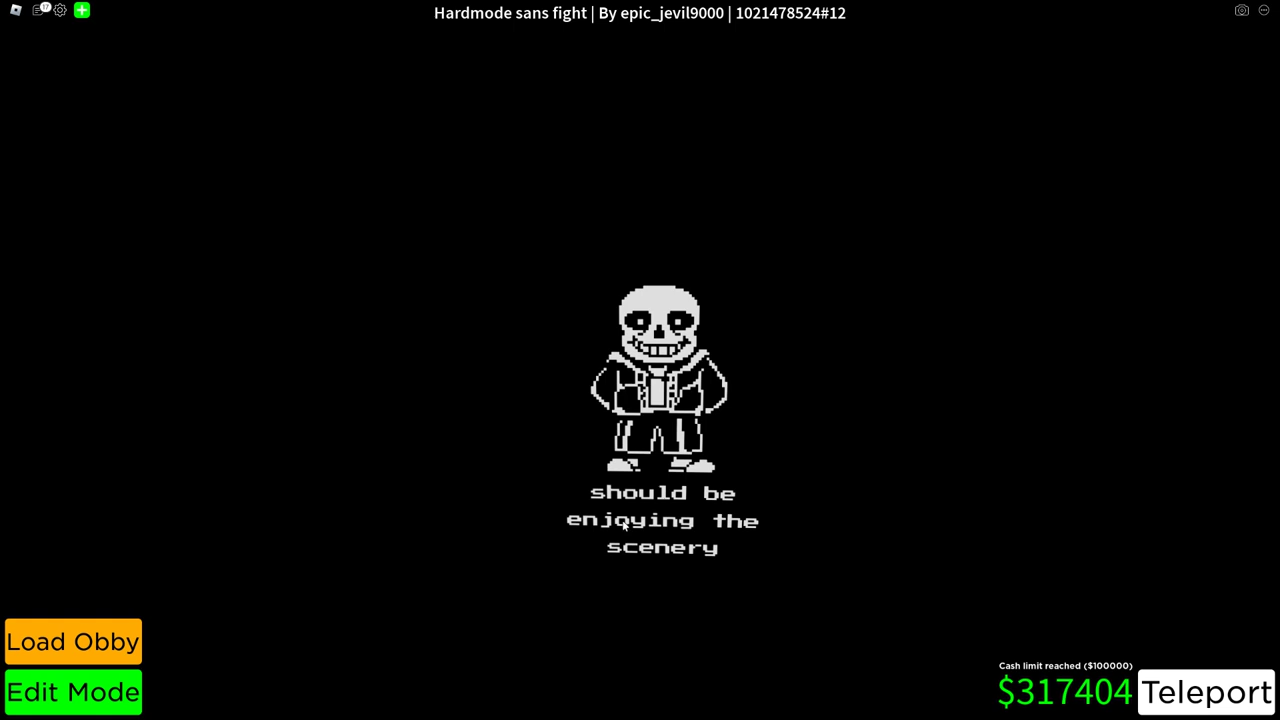 17
Hardmode sans fight | By epic_jevil9000 | 1021478524#12
should be
enjoying the
scenery
Load Obby
Edit Mode
Cash limit reached ($100000)
$317404
Teleport